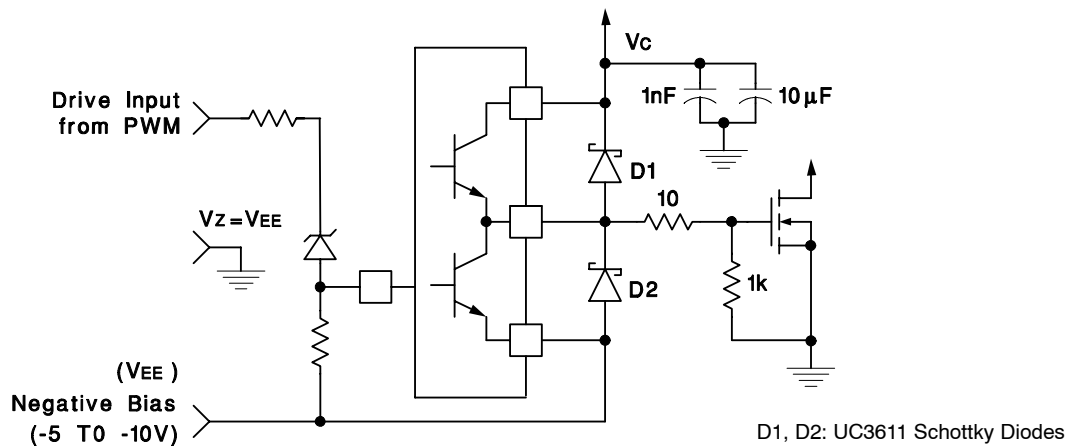 Vc
1nF
10µF
Drive Input
from PWM
D1
10
VZ=VEE
1k
D2
(VEE )
Negative Bias
(-5 T0 -10V)
D1, D2: UC3611 Schottky Diodes